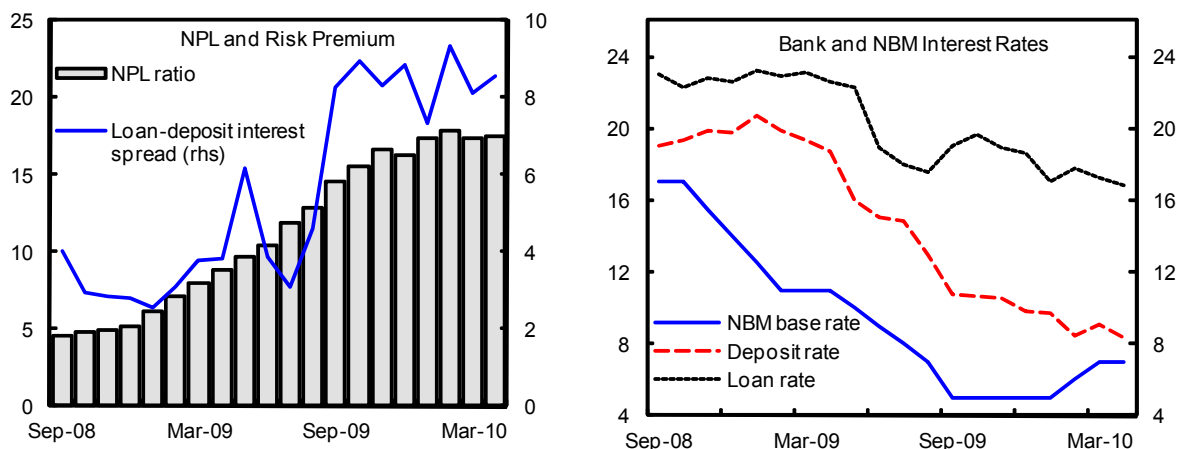 NPL and Risk Premium
25
20
15
10
5
0
10
8
6
4
2
0
NPL ratio
Loan-deposit interest
spread (rhs)
Sep-08
Mar-09
Sep-09
Mar-10
Bank and NBM Interest Rates
24
20
16
12
8
4
24
20
16
12
8
4
NBM base rate
Deposit rate
Loan rate
Sep-08
Mar-09
Sep-09
Mar-10